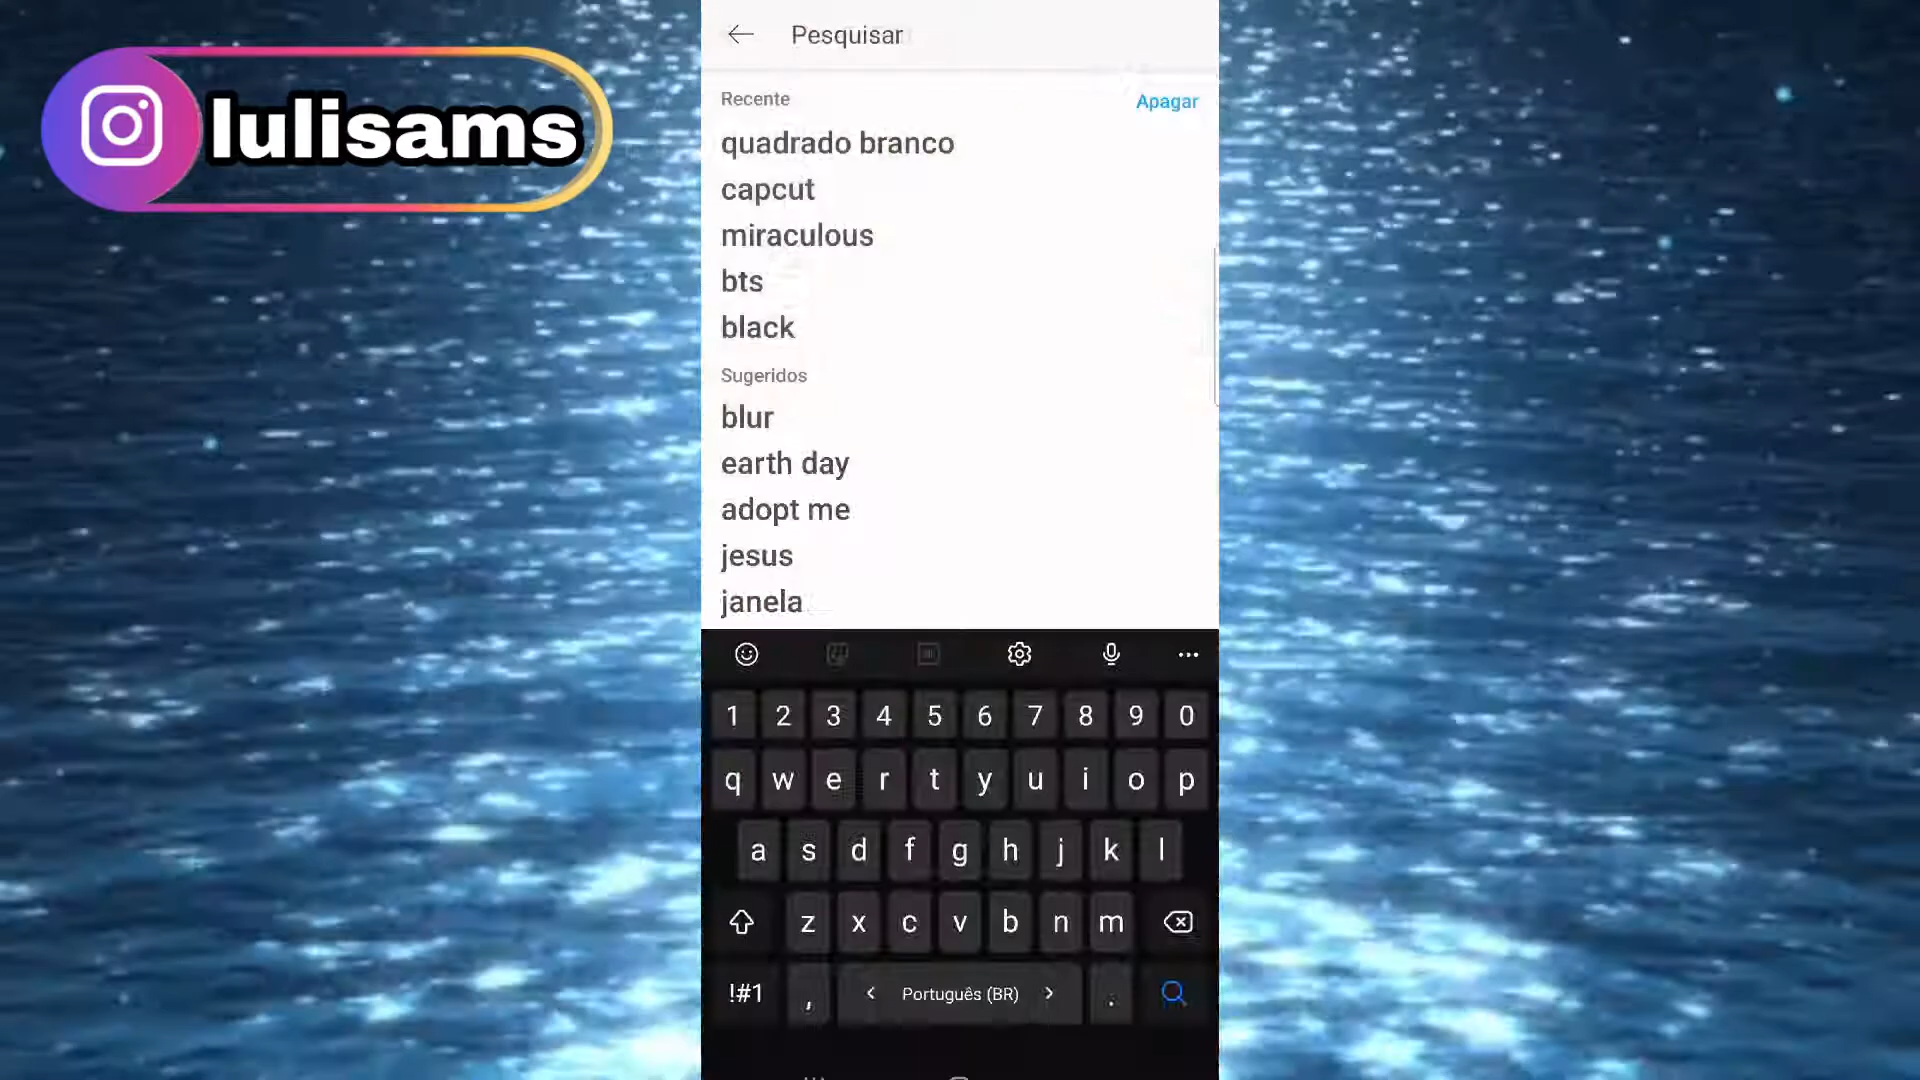 lulisams
Pesquisar
Recente
Apagar
quadrado branco
capcut
miraculous
bts
black
Sugeridos
blur
earth day
adopt me
jesus
janela
1 2 3 4 5 6 7 8 9 0
q w e r t y u i o p
a s d f g h j k l
z x c v b n m
!#1 , < Português (BR) > .